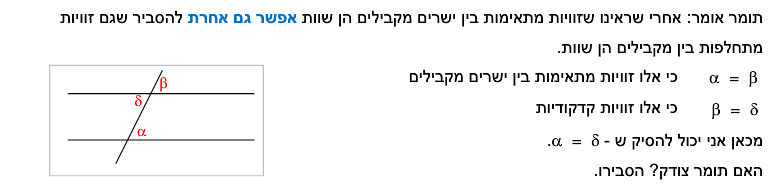 תומר אומר: אחרי שראינו שזוויות מתאימות בין ישרים מקבילים הן שוות אפשר גם אחרת להסביר שגם זוויות
מתחלפות בין מקבילים הן שוות.
α = β כי אלו זוויות מתאימות בין ישרים מקבילים
β = δ כי אלו זוויות קדקודיות
מכאן אני יכול להסיק ש - α = δ.
האם תומר צודק? הסבירו.
β
δ
α